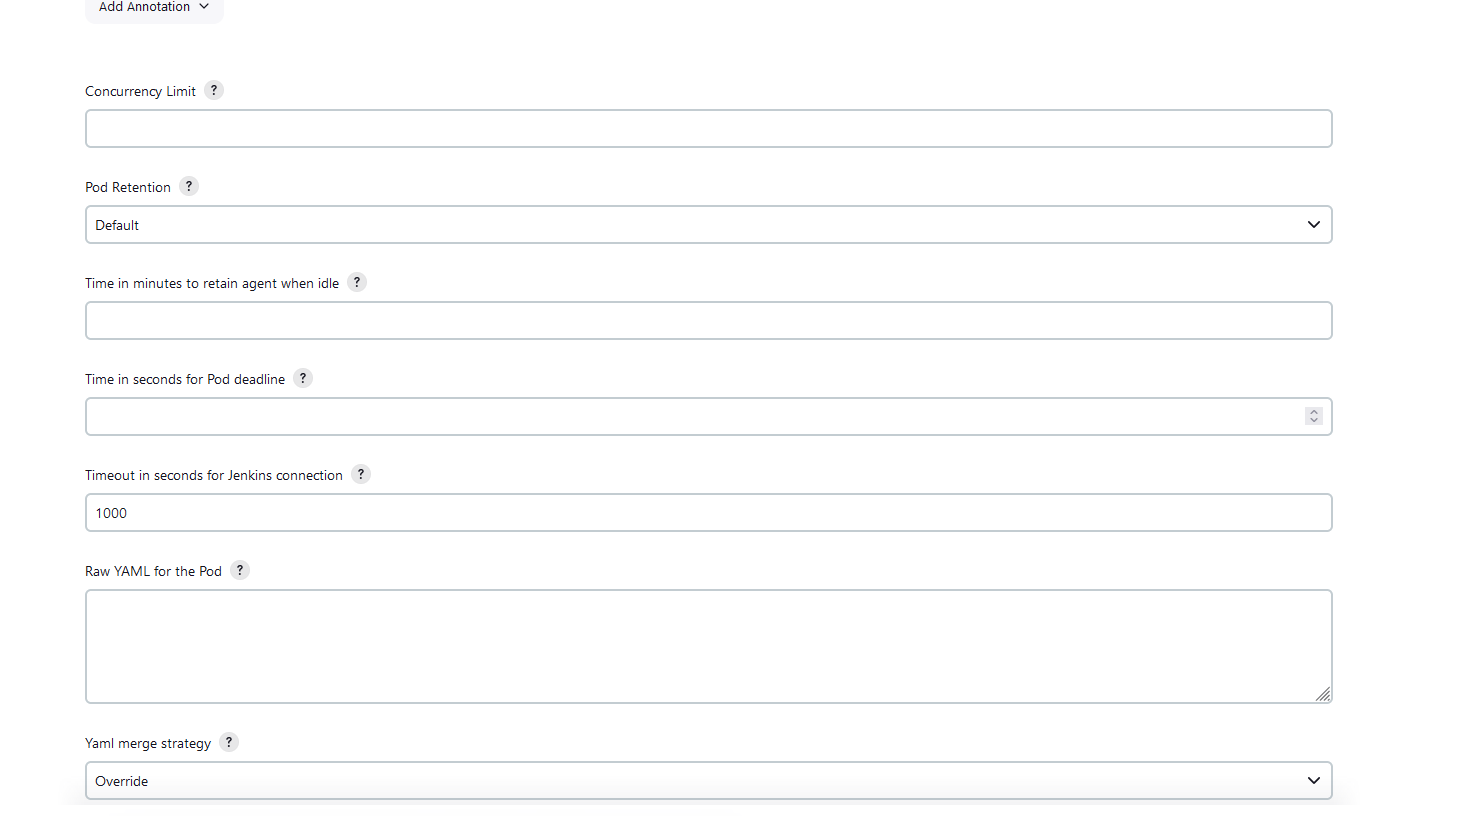 Add Annotation
Concurrency Limit ?
Pod Retention ?
Default
Time in minutes to retain agent when idle ?
Time in seconds for Pod deadline ?
Timeout in seconds for Jenkins connection ?
1000
Raw YAML for the Pod ?
Yaml merge strategy ?
Override